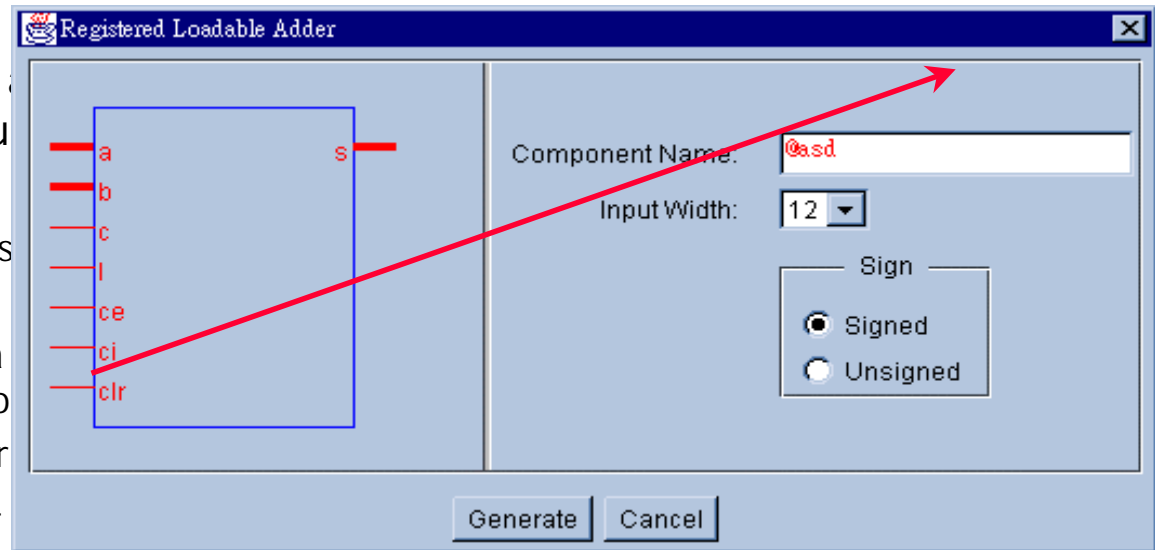 Registered Loadable Adder
a
s
b
c
l
ce
ci
clr
Component Name:
@asd
Input Width:
12
Sign
Signed
Unsigned
Generate
Cancel